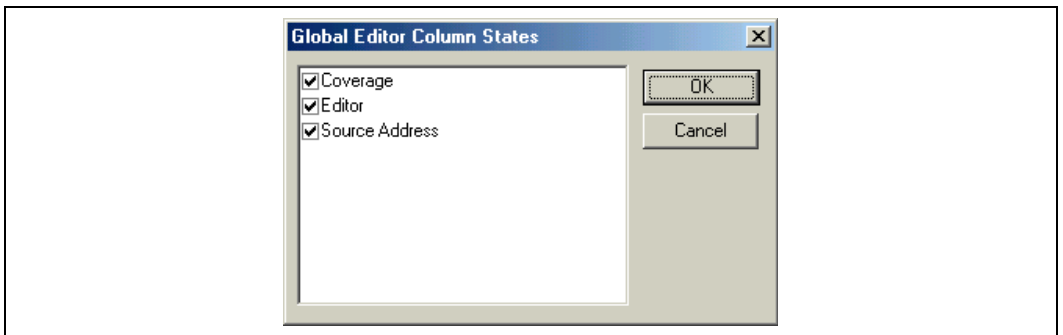 Global Editor Column States
Coverage
Editor
Source Address
OK
Cancel